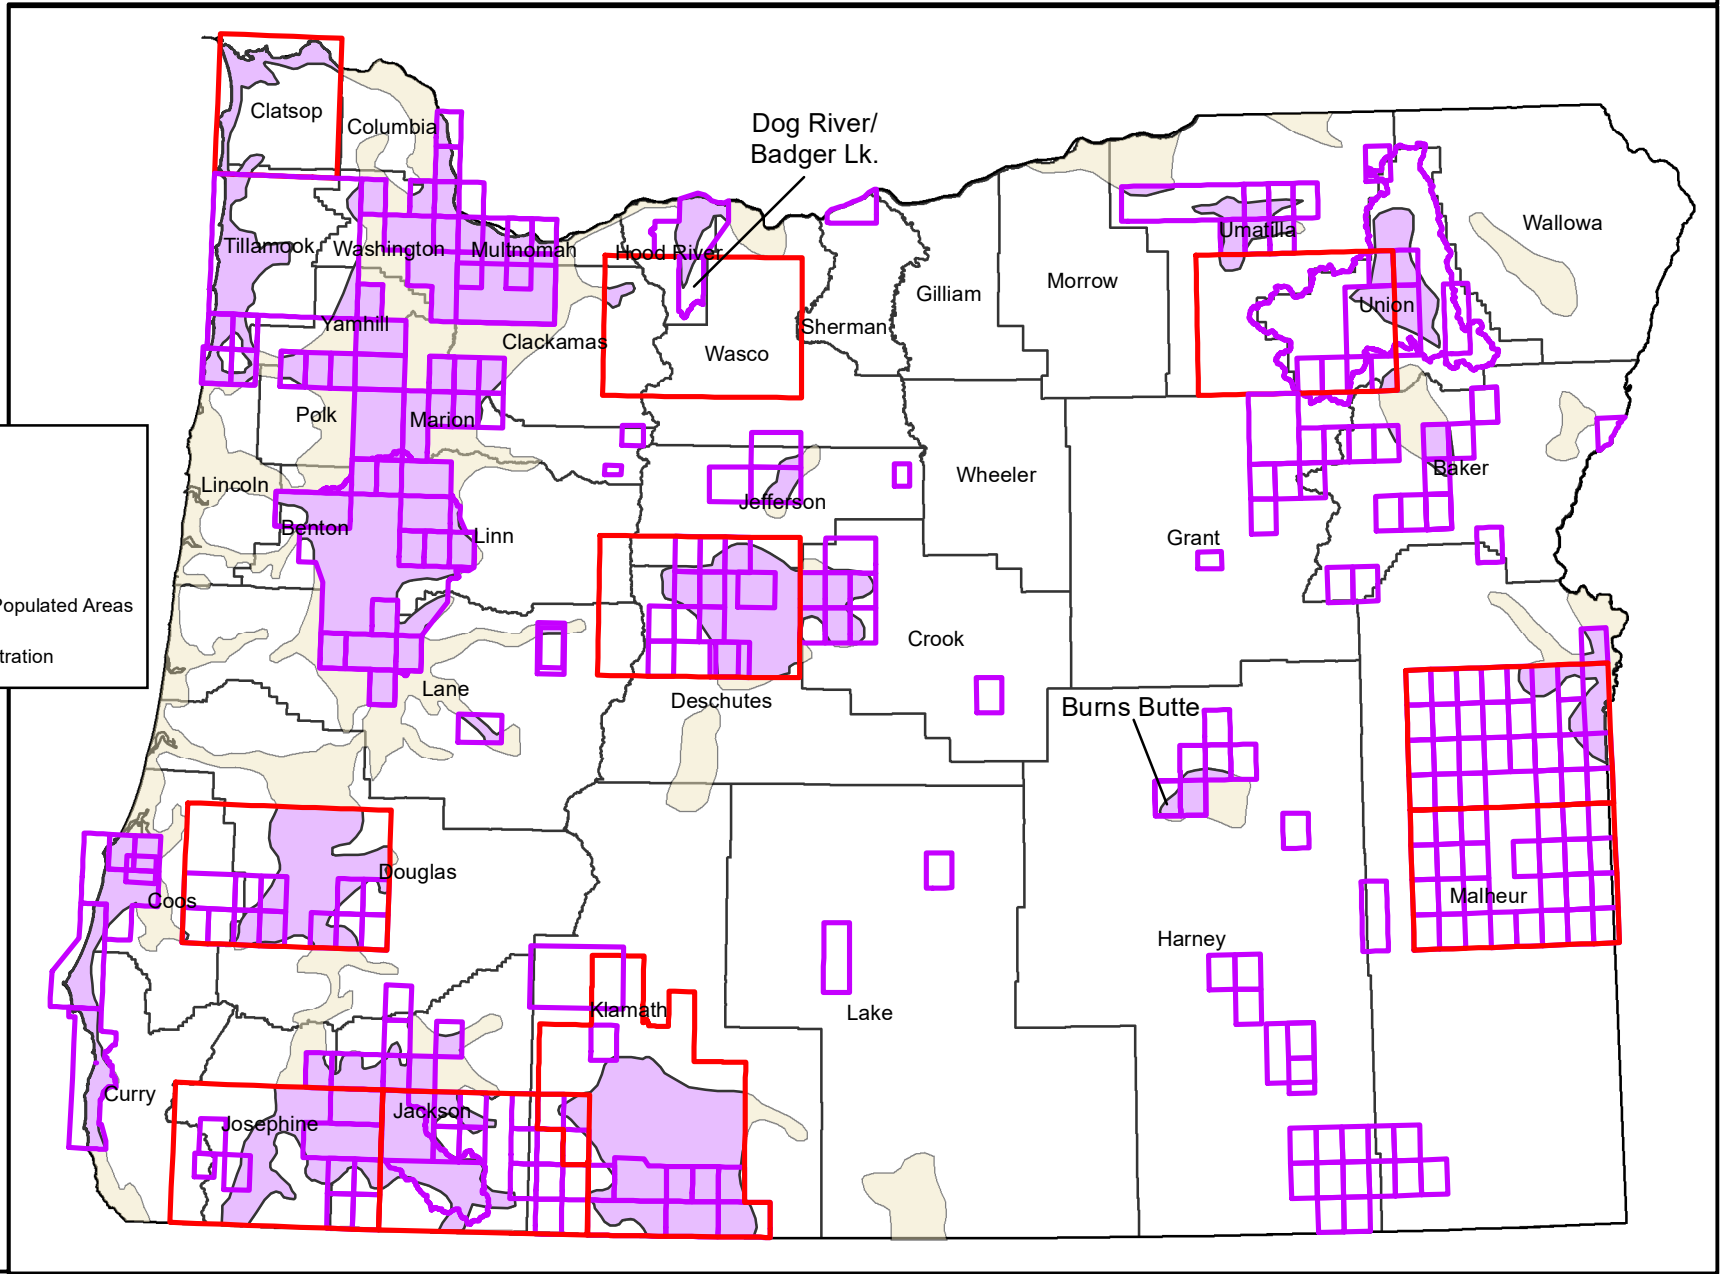 Clatsop
Columbia
Dog River/
Badger Lk.
Tillamook
Washington
Multnomah
Hood River
Umatilla
Wallowa
Gilliam
Morrow
Union
Yamhill
Clackamas
Sherman
Wasco
Polk
Marion
Lincoln
Benton
Linn
Jefferson
Wheeler
Baker
Grant
Populated Areas
tration
Crook
Lane
Deschutes
Burns Butte
Douglas
Coos
Malheur
Harney
Klamath
Lake
Curry
Josephine
Jackson